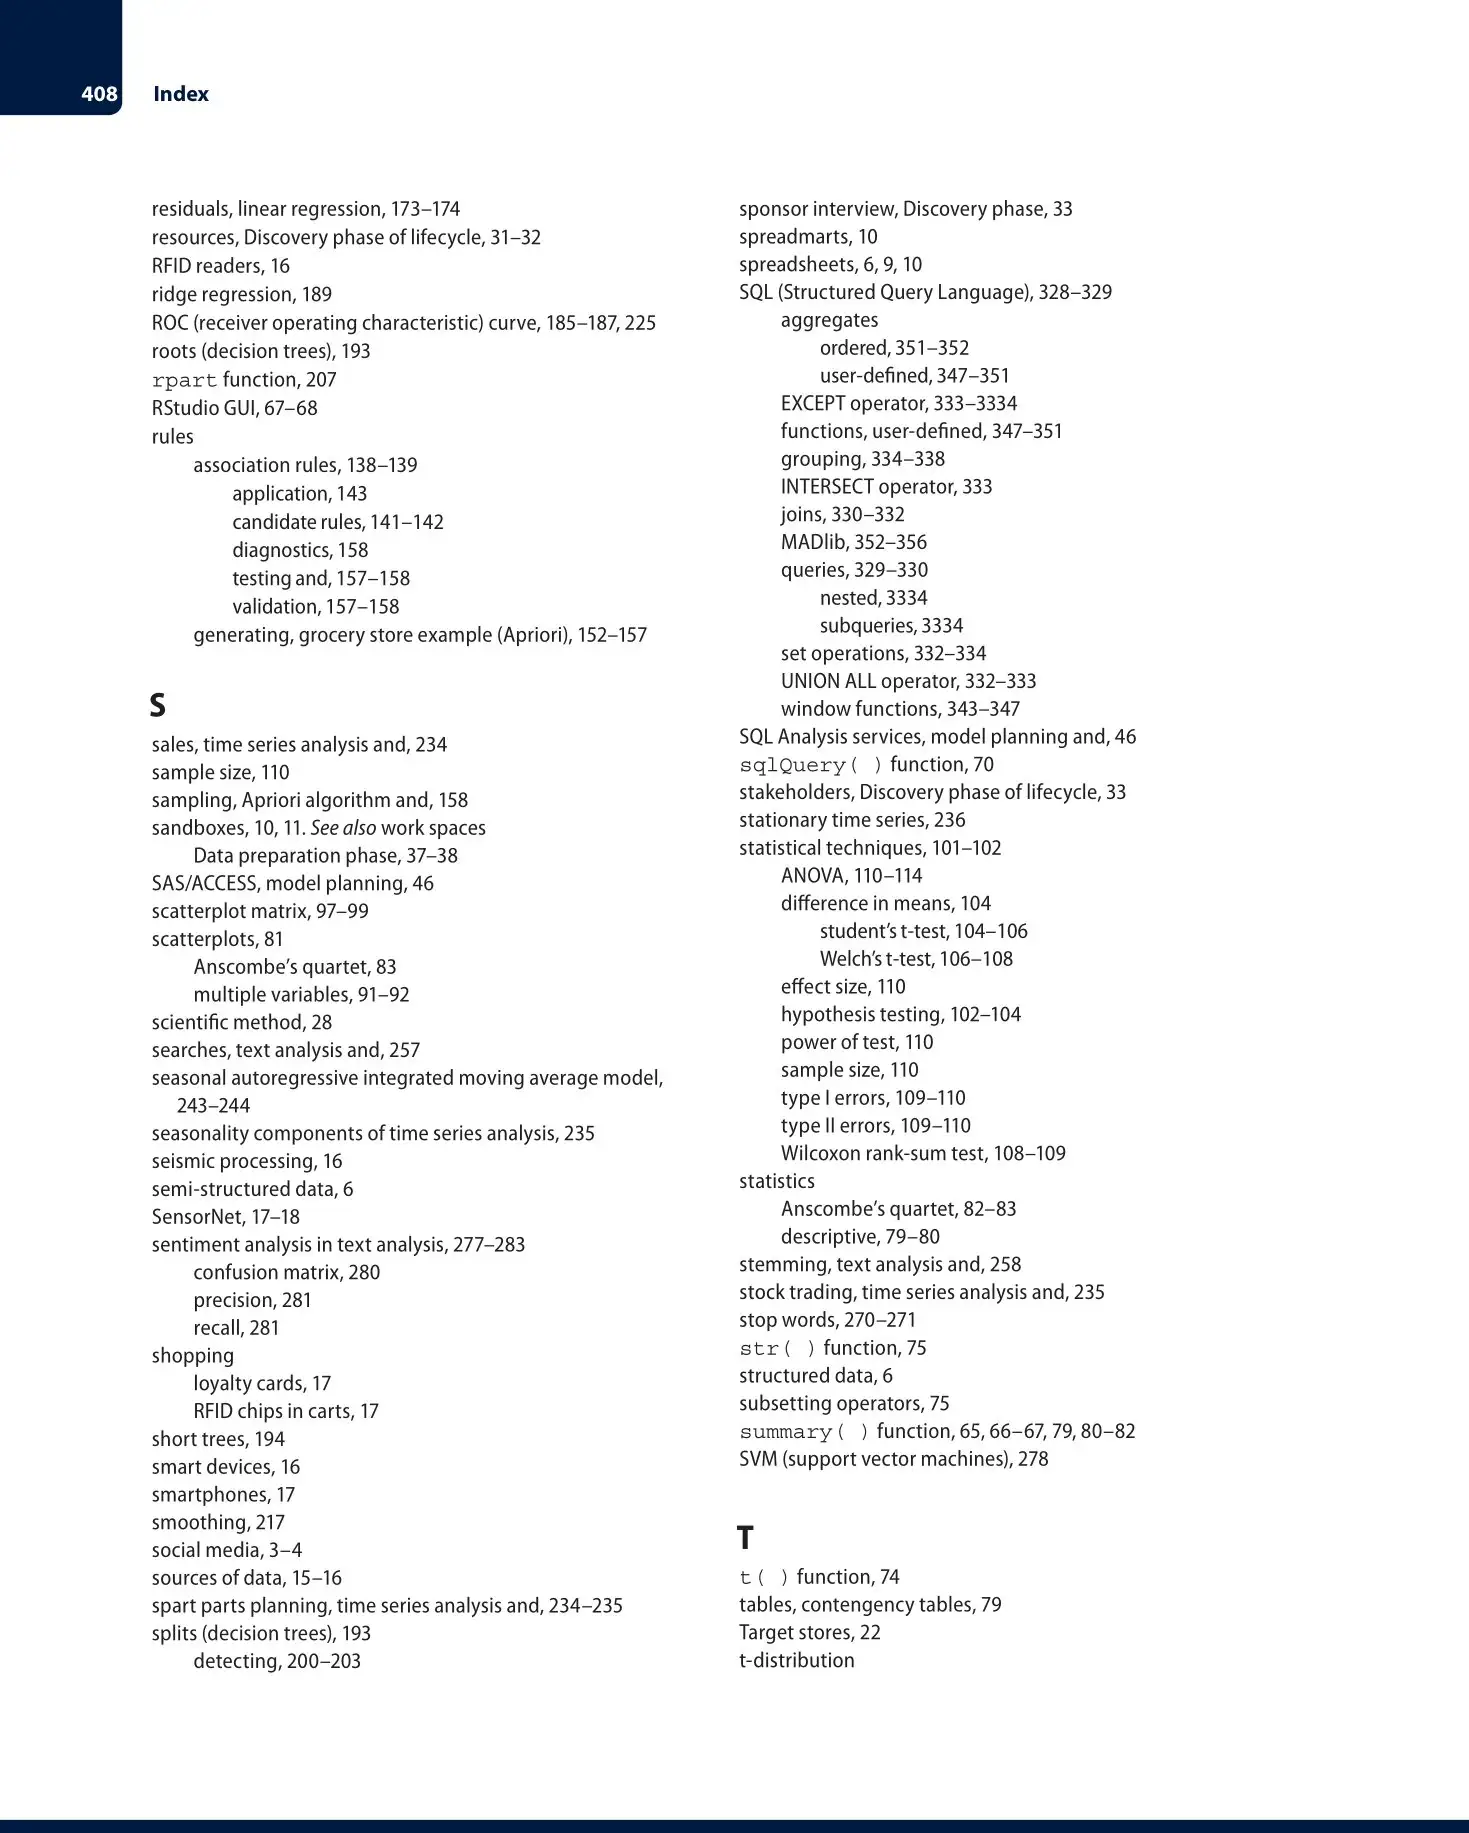 408 Index
residuals, linear regression, 173–174
resources, Discovery phase of lifecycle, 31–32
RFID readers, 16
ridge regression, 189
ROC (receiver operating characteristic) curve, 185–187, 225
roots (decision trees), 193
rpart function, 207
RStudio GUI, 67–68
rules
association rules, 138–139
application, 143
candidate rules, 141–142
diagnostics, 158
testing and, 157–158
validation, 157–158
generating, grocery store example (Apriori), 152–157
S
sales, time series analysis and, 234
sample size, 110
sampling, Apriori algorithm and, 158
sandboxes, 10, 11. See also work spaces
Data preparation phase, 37–38
SAS/ACCESS, model planning, 46
scatterplot matrix, 97–99
scatterplots, 81
Anscombe’s quartet, 83
multiple variables, 91–92
scientific method, 28
searches, text analysis and, 257
seasonal autoregressive integrated moving average model,
243–244
seasonality components of time series analysis, 235
seismic processing, 16
semi-structured data, 6
SensorNet, 17–18
sentiment analysis in text analysis, 277–283
confusion matrix, 280
precision, 281
recall, 281
shopping
loyalty cards, 17
RFID chips in carts, 17
short trees, 194
smart devices, 16
smartphones, 17
smoothing, 217
social media, 3–4
sources of data, 15–16
spart parts planning, time series analysis and, 234–235
splits (decision trees), 193
detecting, 200–203
sponsor interview, Discovery phase, 33
spreadmarts, 10
spreadsheets, 6, 9, 10
SQL (Structured Query Language), 328–329
aggregates
ordered, 351–352
user-defined, 347–351
EXCEPT operator, 333–3334
functions, user-defined, 347–351
grouping, 334–338
INTERSECT operator, 333
joins, 330–332
MADlib, 352–356
queries, 329–330
nested, 3334
subqueries, 3334
set operations, 332–334
UNION ALL operator, 332–333
window functions, 343–347
SQL Analysis services, model planning and, 46
sqlQuery( ) function, 70
stakeholders, Discovery phase of lifecycle, 33
stationary time series, 236
statistical techniques, 101–102
ANOVA, 110–114
difference in means, 104
student’s t-test, 104–106
Welch’s t-test, 106–108
effect size, 110
hypothesis testing, 102–104
power of test, 110
sample size, 110
type I errors, 109–110
type II errors, 109–110
Wilcoxon rank-sum test, 108–109
statistics
Anscombe’s quartet, 82–83
descriptive, 79–80
stemming, text analysis and, 258
stock trading, time series analysis and, 235
stop words, 270–271
str( ) function, 75
structured data, 6
subsetting operators, 75
summary( ) function, 65, 66–67, 79, 80–82
SVM (support vector machines), 278
T
t( ) function, 74
tables, contengency tables, 79
Target stores, 22
t-distribution